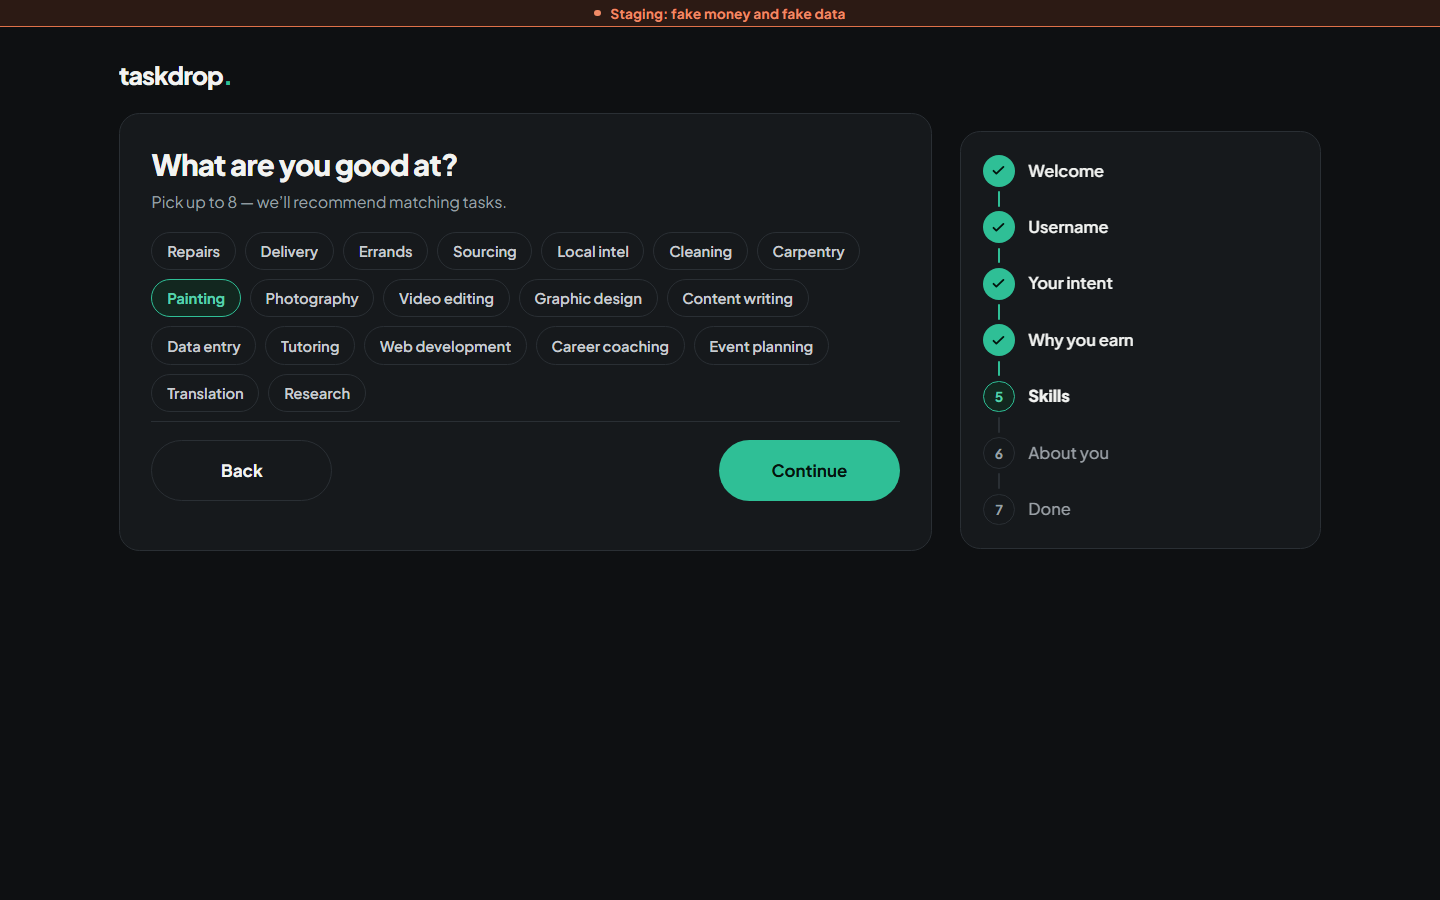 Staging: fake money and fake data
taskdrop.
What are you good at?
Pick up to 8 — we'll recommend matching tasks.
Repairs Delivery Errands Sourcing Local intel Cleaning Carpentry
Painting Photography Video editing Graphic design Content writing
Data entry Tutoring Web development Career coaching Event planning
Translation Research
Back Continue
Welcome
Username
Your intent
Why you earn
5 Skills
6 About you
7 Done